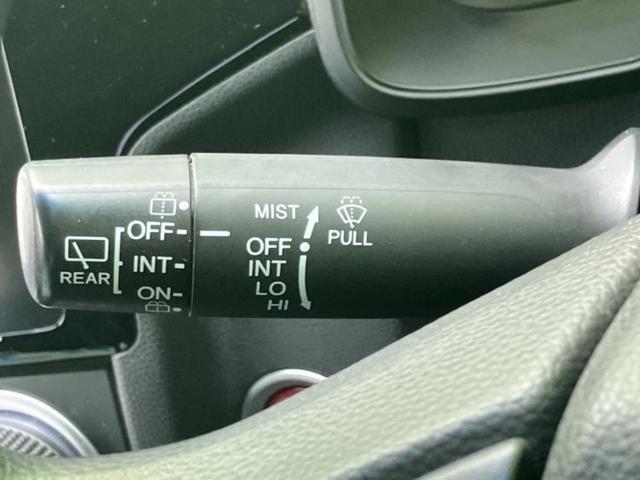 REAR
OFF
INT
ON
MIST
OFF
INT
LO
HI
PULL